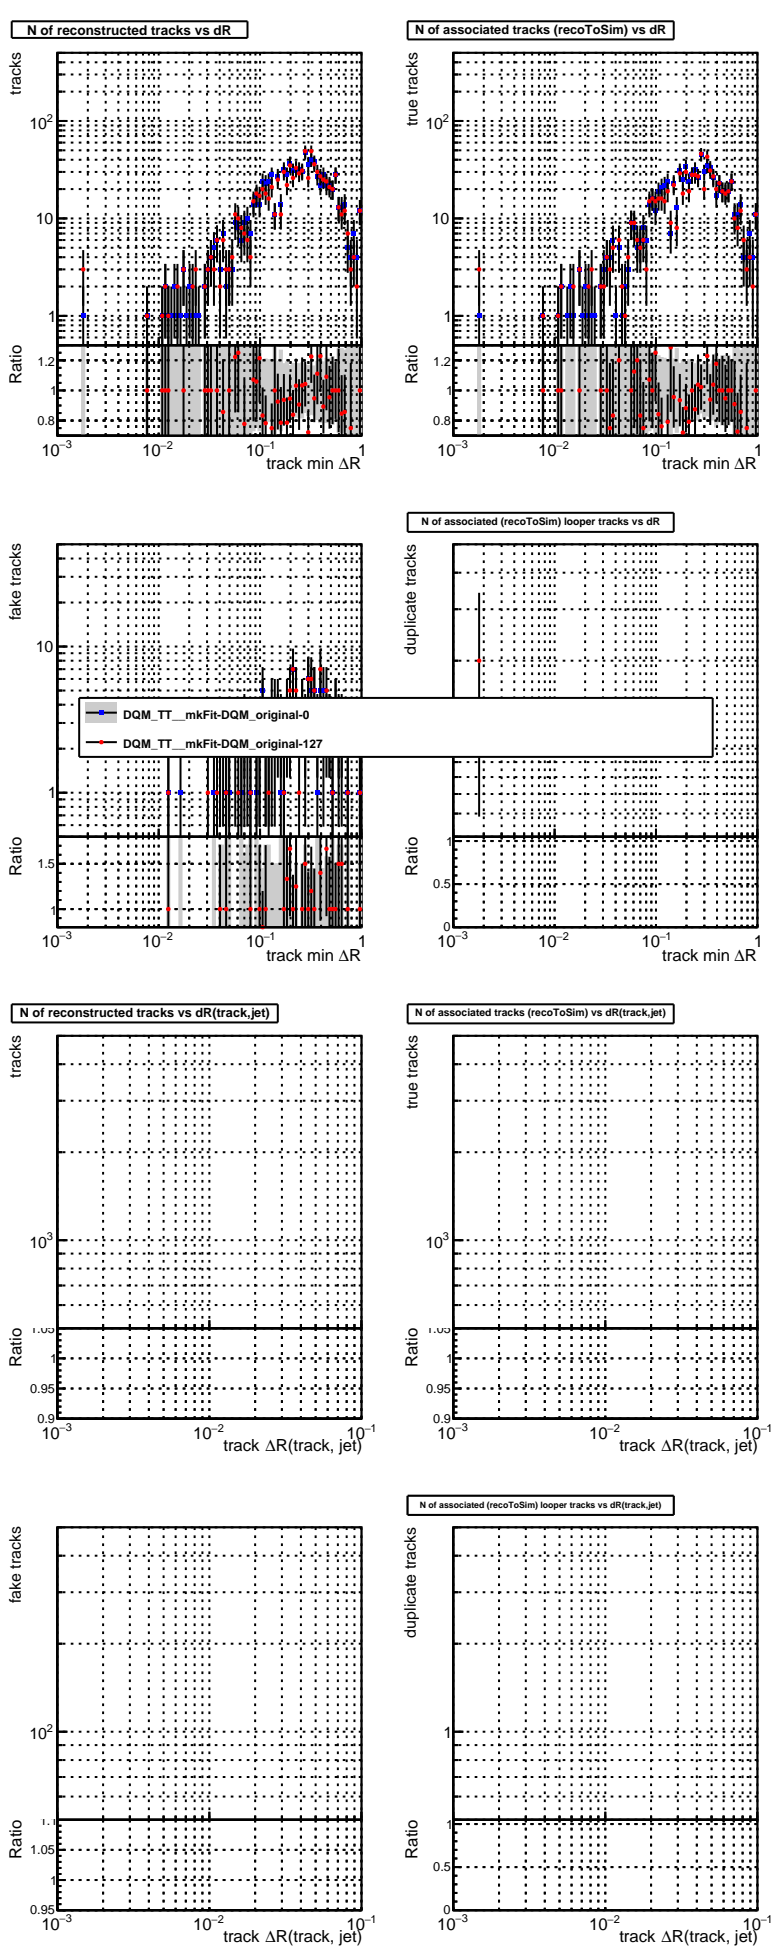 N of reconstructed tracks vs dR
tracks
10²
10
1
Ratio
1.2
1
0.8
10⁻³ 10⁻² 10⁻¹ 1
track min ΔR
N of associated tracks (recoToSim) vs dR
true tracks
10²
10
1
Ratio
1.2
1
0.8
10⁻³ 10⁻² 10⁻¹ 1
track min ΔR
fake tracks
10
1
Ratio
1.5
1
10⁻³ 10⁻² 10⁻¹ 1
track min ΔR
N of associated (recoToSim) looper tracks vs dR
duplicate tracks
Ratio
1
0.5
0
10⁻³ 10⁻² 10⁻¹ 1
track min ΔR
DQM_TT__mkFit-DQM_original-0
DQM_TT__mkFit-DQM_original-127
N of reconstructed tracks vs dR(track,jet)
tracks
10³
Ratio
1.05
1
0.95
0.9
10⁻³ 10⁻² 10⁻¹
track ΔR(track, jet)
N of associated tracks (recoToSim) vs dR(track,jet)
true tracks
10³
Ratio
1.05
1
0.95
0.9
10⁻³ 10⁻² 10⁻¹
track ΔR(track, jet)
fake tracks
10²
Ratio
1.1
1.05
1
0.95
10⁻³ 10⁻² 10⁻¹
track ΔR(track, jet)
N of associated (recoToSim) looper tracks vs dR(track,jet)
duplicate tracks
1
Ratio
1
0.5
0
10⁻³ 10⁻² 10⁻¹
track ΔR(track, jet)